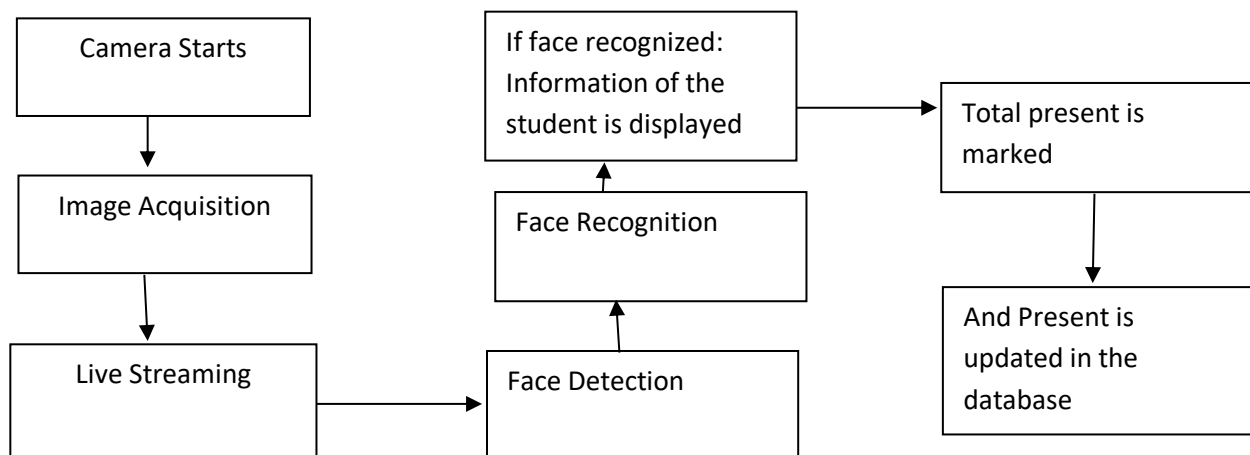 Camera Starts
Image Acquisition
Live Streaming
Face Detection
Face Recognition
If face recognized:
Information of the
student is displayed
Total present is
marked
And Present is
updated in the
database